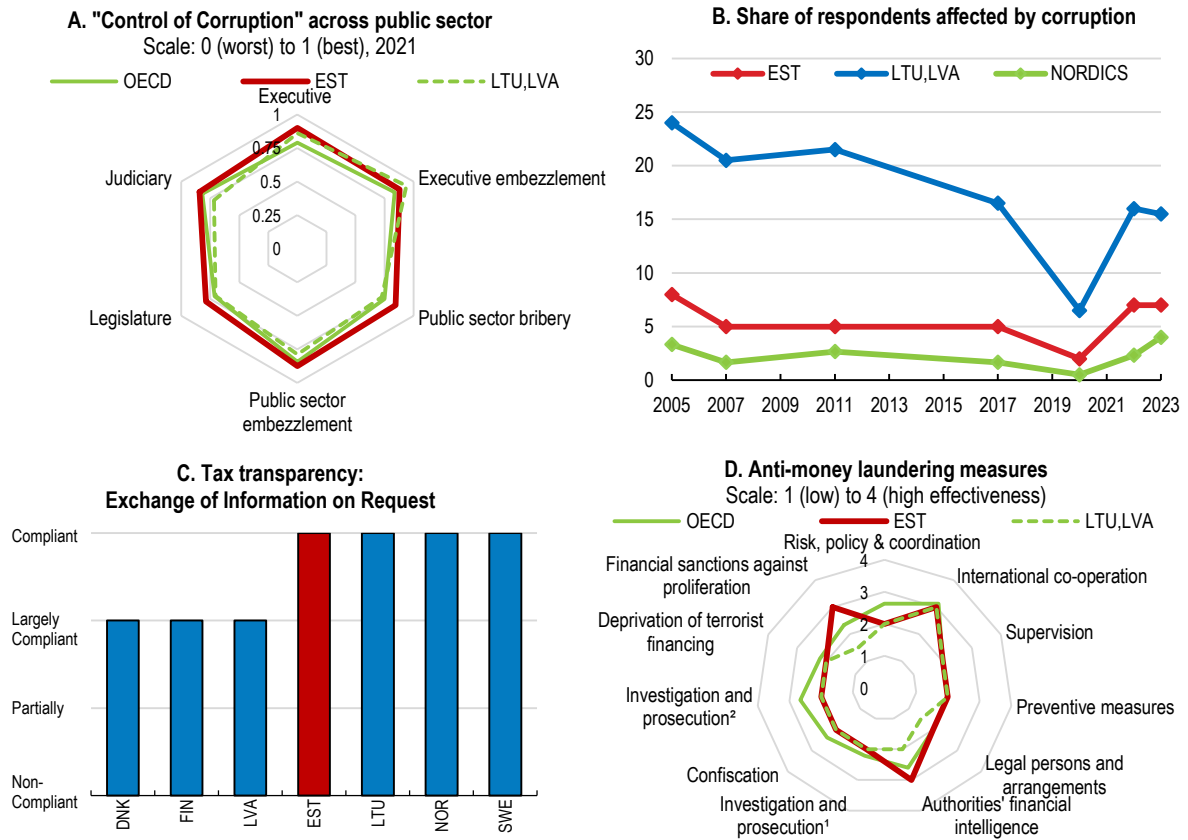 A. "Control of Corruption" across public sector
Scale: 0 (worst) to 1 (best), 2021
OECD EST LTU,LVA
Executive
1
0.75
0.5
0.25
0
Executive embezzlement
Public sector bribery
Public sector
embezzlement
Legislature
Judiciary
B. Share of respondents affected by corruption
EST LTU,LVA NORDICS
30
25
20
15
10
5
0
2005 2007 2009 2011 2013 2015 2017 2019 2021 2023
C. Tax transparency:
Exchange of Information on Request
Compliant
Largely
Compliant
Partially
Non-
Compliant
DNK FIN LVA EST LTU NOR SWE
D. Anti-money laundering measures
Scale: 1 (low) to 4 (high effectiveness)
OECD EST LTU,LVA
Risk, policy & coordination
4
3
2
1
0
International co-operation
Supervision
Preventive measures
Legal persons and
arrangements
Authorities' financial
intelligence
Investigation and
prosecution¹
Confiscation
Investigation and
prosecution²
Deprivation of terrorist
financing
Financial sanctions against
proliferation